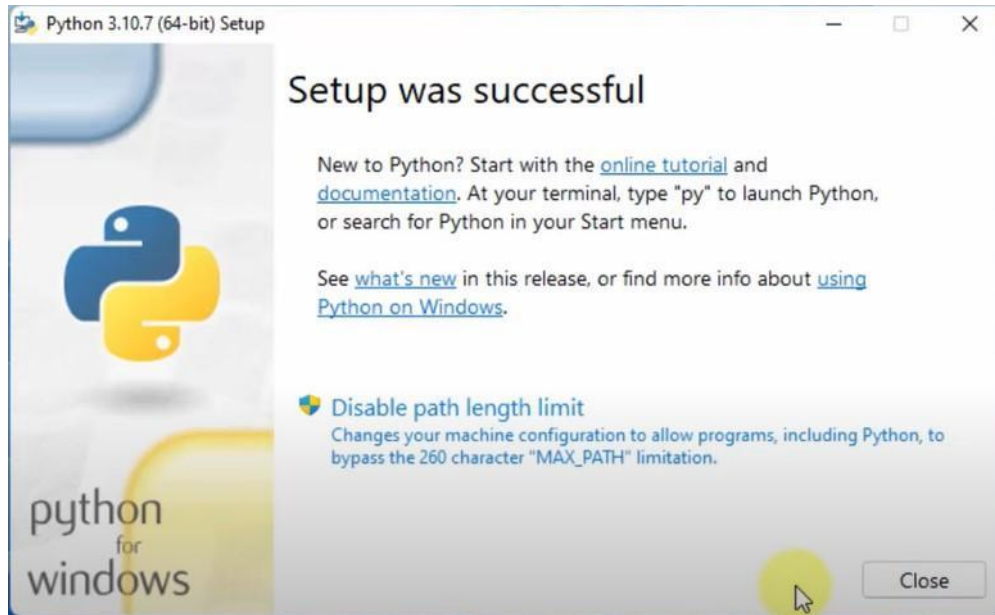 Python 3.10.7 (64-bit) Setup
Setup was successful
New to Python? Start with the online tutorial and
documentation. At your terminal, type "py" to launch Python,
or search for Python in your Start menu.
See what's new in this release, or find more info about using
Python on Windows.
Disable path length limit
Changes your machine configuration to allow programs, including Python, to
bypass the 260 character "MAX_PATH" limitation.
python
for
windows
Close